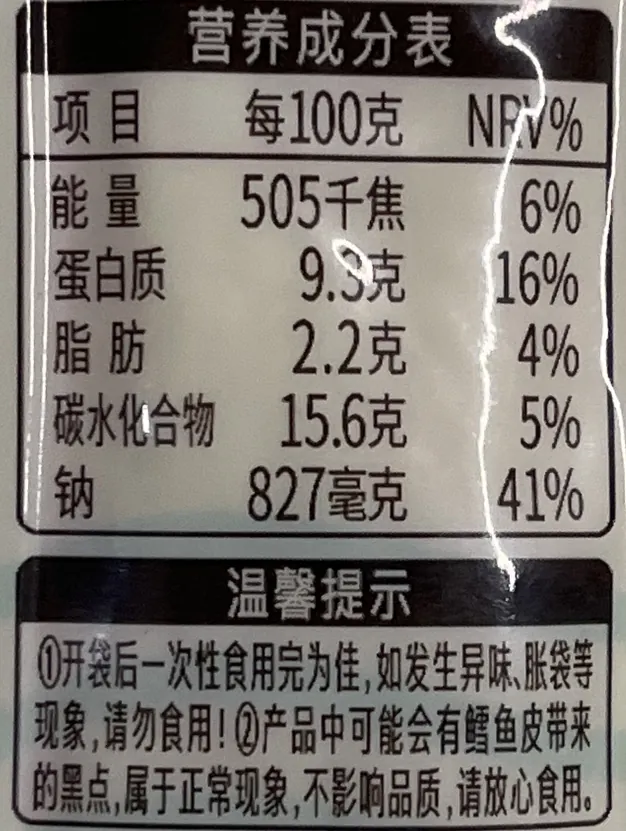 营养成分表
项目 每100克 NRV%
能量 505千焦 6%
蛋白质 9.3克 16%
脂肪 2.2克 4%
碳水化合物 15.6克 5%
钠 827毫克 41%
温馨提示
①开袋后一次性食用完为佳,如发生异味、胀袋等
现象,请勿食用!②产品中可能会有鳕鱼皮带来
的黑点,属于正常现象,不影响品质,请放心食用。